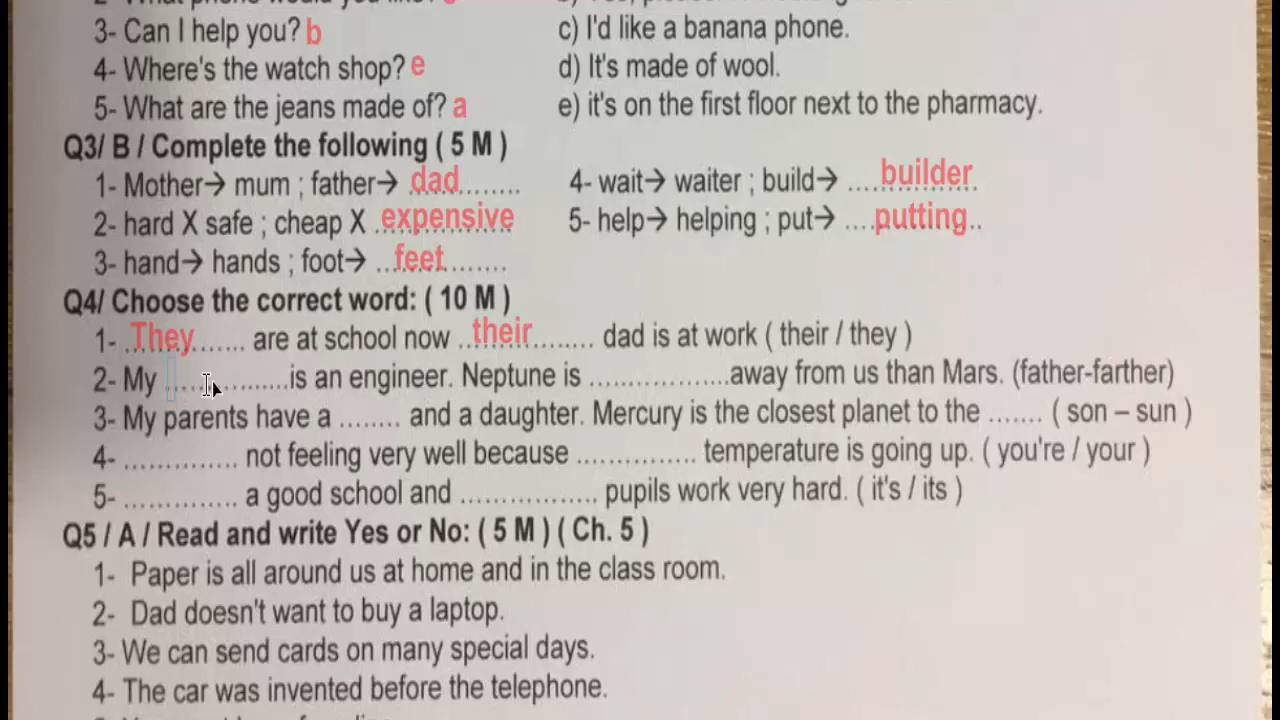 3- Can I help you? b c) I'd like a banana phone.
4- Where's the watch shop? e d) It's made of wool.
5- What are the jeans made of? a e) it's on the first floor next to the pharmacy.
Q3/ B / Complete the following ( 5 M )
1- Mother→ mum ; father→ dad........ 4- wait→ waiter ; build→ ....builder
2- hard X safe ; cheap X expensive 5- help→ helping ; put→ ....putting..
3- hand→ hands ; foot→ ...feet.........
Q4/ Choose the correct word: ( 10 M )
1- They....... are at school now ..their......... dad is at work ( their / they )
2- My ..................is an engineer. Neptune is ..................away from us than Mars. (father-farther)
3- My parents have a ........ and a daughter. Mercury is the closest planet to the ....... ( son – sun )
4- ............... not feeling very well because ............... temperature is going up. ( you're / your )
5- ............... a good school and .................. pupils work very hard. ( it's / its )
Q5 / A / Read and write Yes or No: ( 5 M ) ( Ch. 5 )
1- Paper is all around us at home and in the class room.
2- Dad doesn't want to buy a laptop.
3- We can send cards on many special days.
4- The car was invented before the telephone.